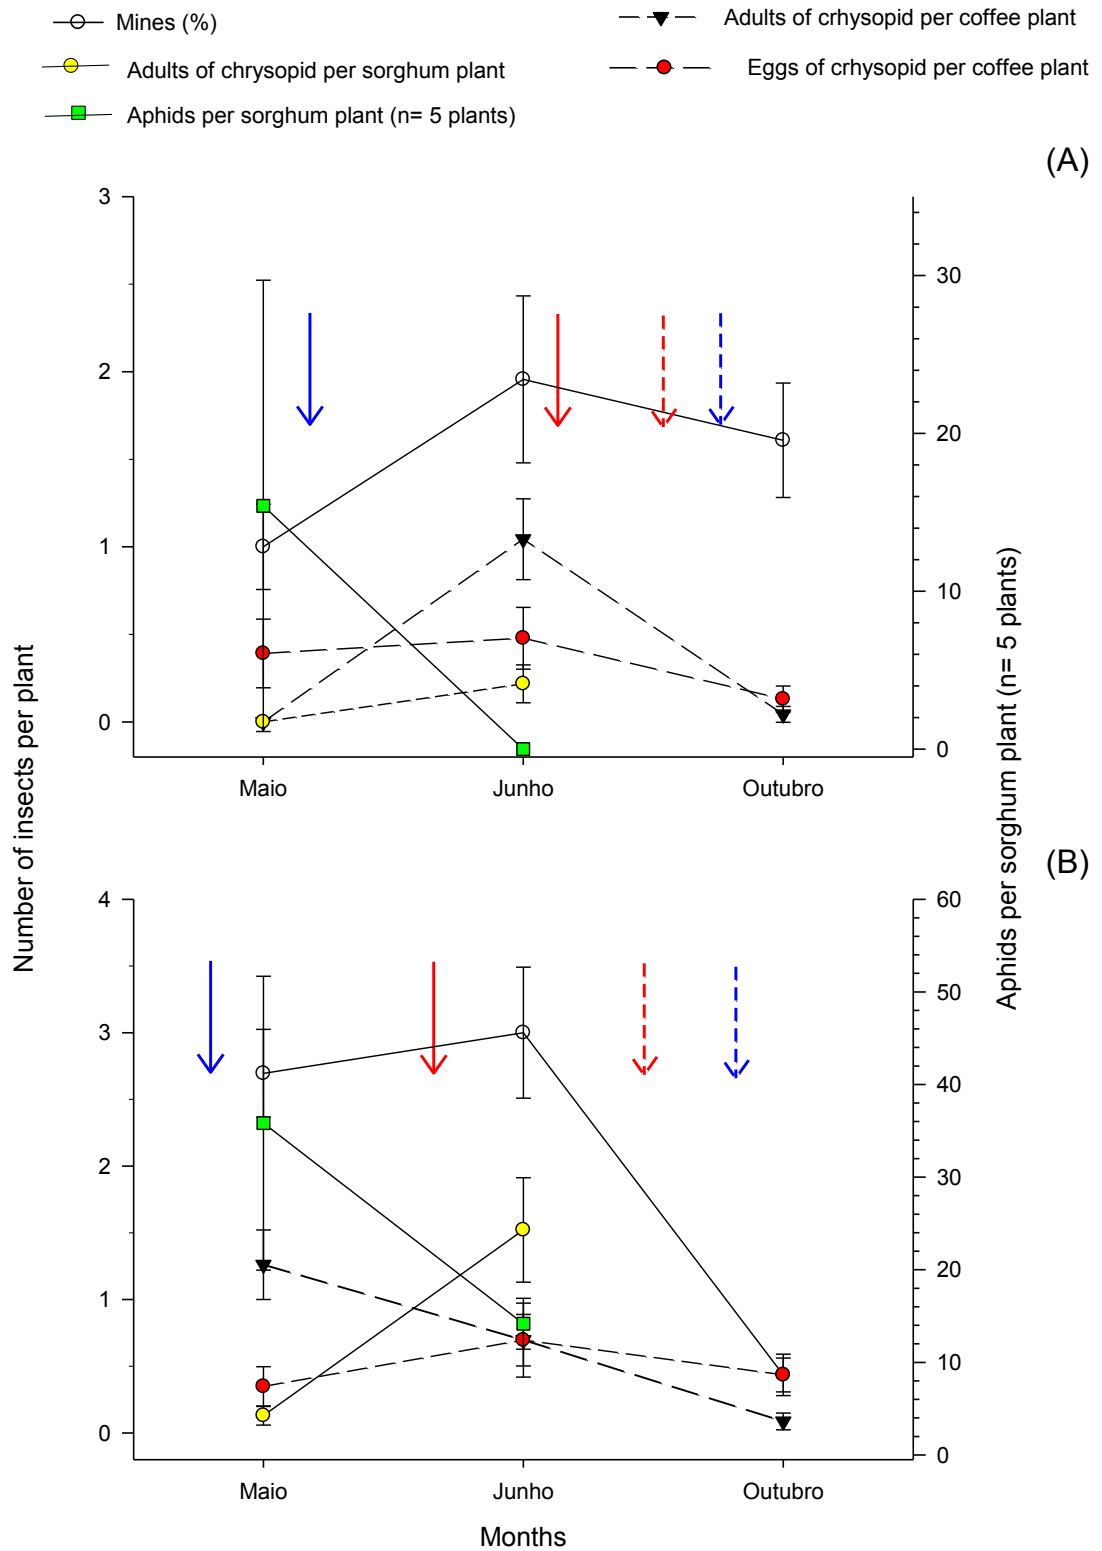 Mines (%)
Adults of chrysopid per sorghum plant
Aphids per sorghum plant (n= 5 plants)
Adults of crhysopid per coffee plant
Eggs of crhysopid per coffee plant
(A)
3
2
1
0
30
20
10
0
Maio
Junho
Outubro
Number of insects per plant
Aphids per sorghum plant (n= 5 plants)
(B)
4
3
2
1
0
60
50
40
30
20
10
0
Maio
Junho
Outubro
Months